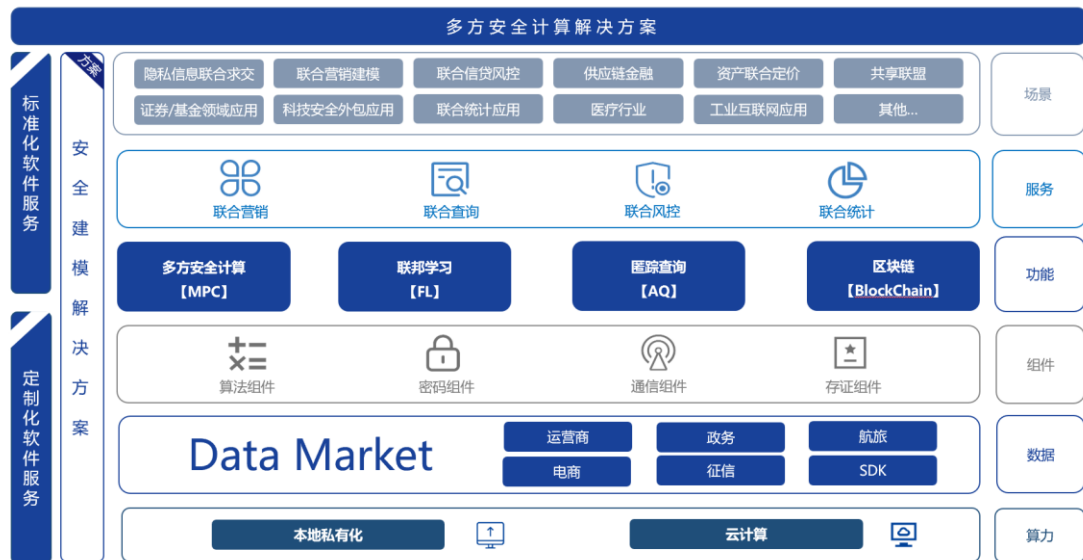 多方安全计算解决方案
标准化软件服务
定制化软件服务
方案
安全建模解决方案
隐私信息联合求交
联合营销建模
联合信贷风控
供应链金融
资产联合定价
共享联盟
证券/基金领域应用
科技安全外包应用
联合统计应用
医疗行业
工业互联网应用
其他...
场景
联合营销
联合查询
联合风控
联合统计
服务
多方安全计算
【MPC】
联邦学习
【FL】
匿踪查询
【AQ】
区块链
【BlockChain】
功能
算法组件
密码组件
通信组件
存证组件
组件
Data Market
运营商
政务
航旅
电商
征信
SDK
数据
本地私有化
云计算
算力